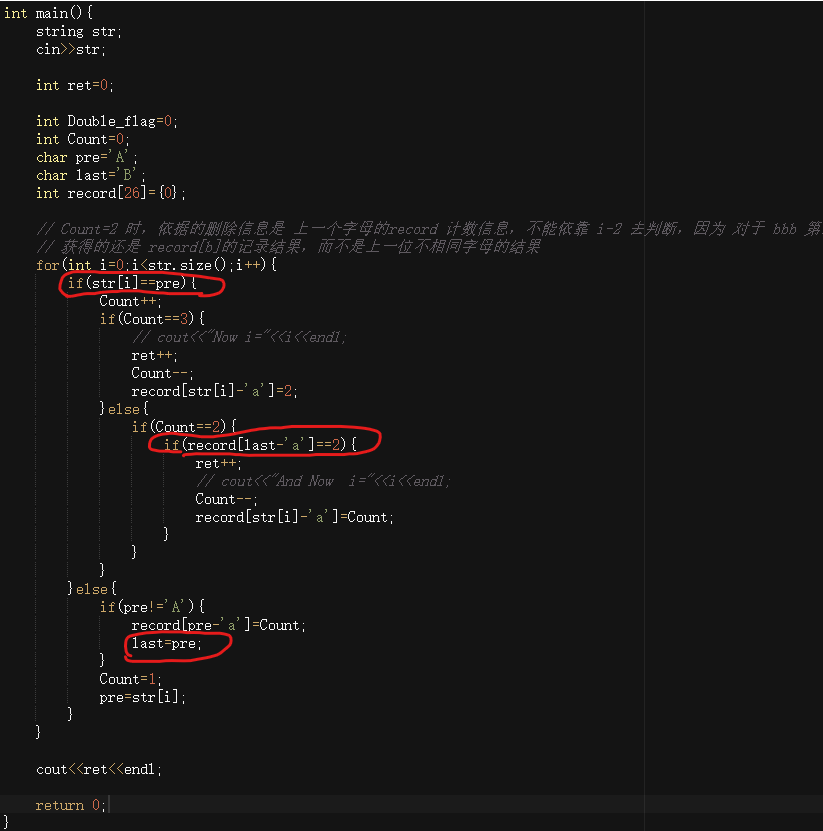 int main(){
string str;
cin>>str;
int ret=0;
int Double_flag=0;
int Count=0;
char pre='A';
char last='B';
int record[26]={0};
// Count=2 时，依据的删除信息是 上一个字母的record 计数信息，不能依靠 i-2 去判断，因为 对于 bbb 第
// 获得的还是 record[b]的记录结果，而不是上一位不相同字母的结果
for(int i=0;i<str.size();i++){
if(str[i]==pre){
Count++;
if(Count==3){
// cout<<"Now i="<<i<<endl;
ret++;
Count--;
record[str[i]-'a']=2;
}else{
if(Count==2){
if(record[last-'a']==2){
ret++;
// cout<<"And Now  i="<<i<<endl;
Count--;
record[str[i]-'a']=Count;
}
}
}
}else{
if(pre!='A'){
record[pre-'a']=Count;
last=pre;
}
Count=1;
pre=str[i];
}
}
cout<<ret<<endl;
return 0;
}